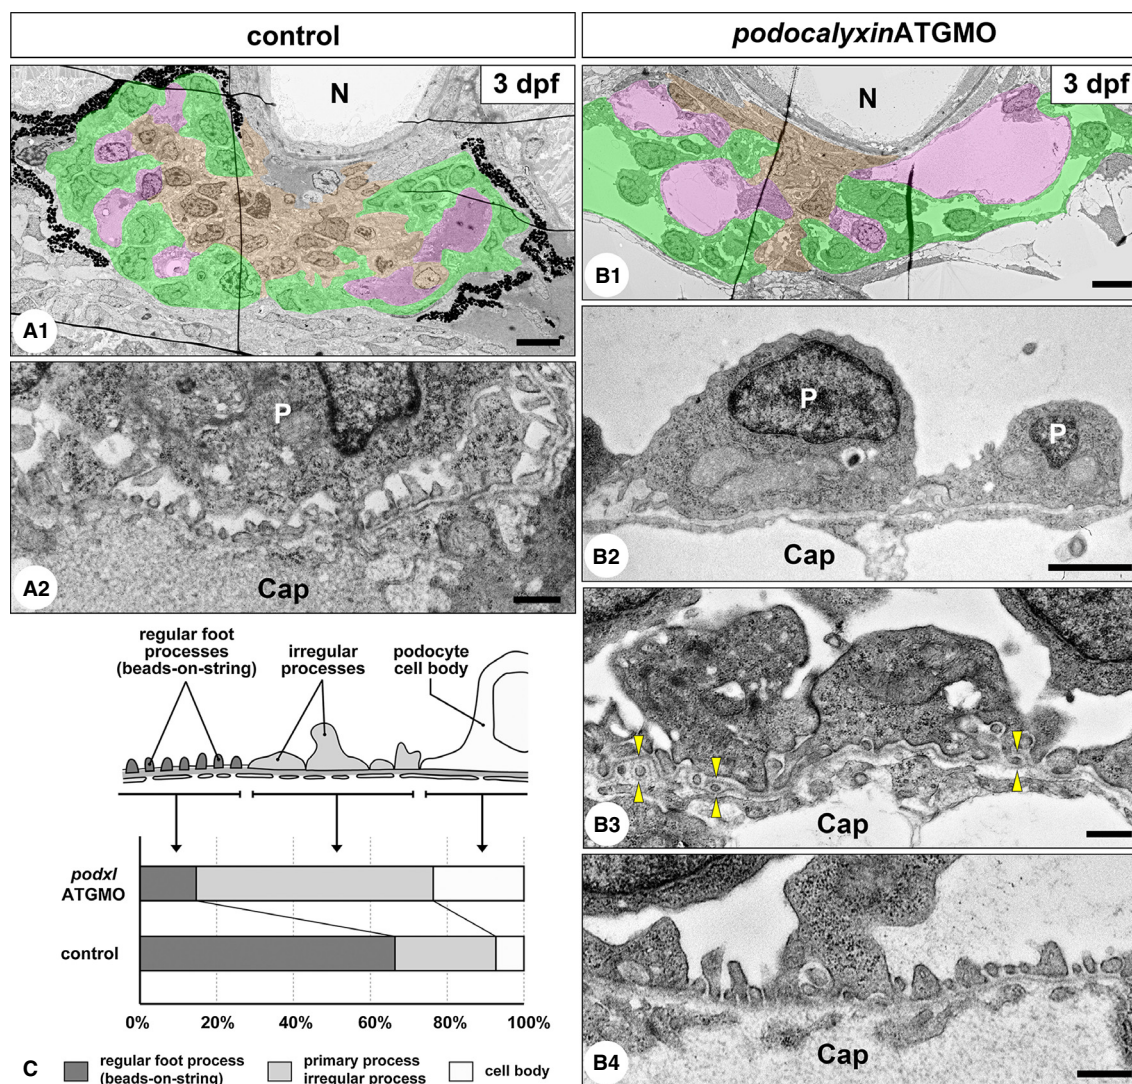 control
podocalyxinATGMO
N
3 dpf
A1
N
3 dpf
B1
P
Cap
A2
P
P
Cap
B2
Cap
B3
Cap
B4
regular foot
processes
(beads-on-string)
irregular
processes
podocyte
cell body
podxl
ATGMO
control
0%
20%
40%
60%
80%
100%
C
regular foot process
(beads-on-string)
primary process
irregular process
cell body